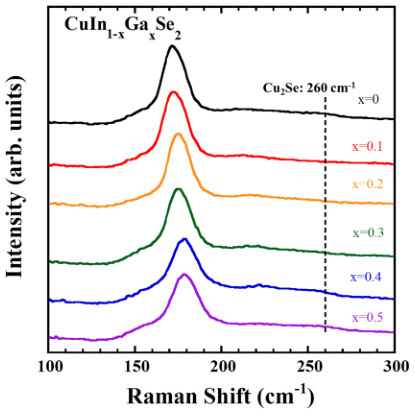 CuIn₁₋ₓGaₓSe₂
Cu₂Se: 260 cm⁻¹
x=0
x=0.1
x=0.2
x=0.3
x=0.4
x=0.5
Intensity (arb. units)
100 150 200 250 300
Raman Shift (cm⁻¹)